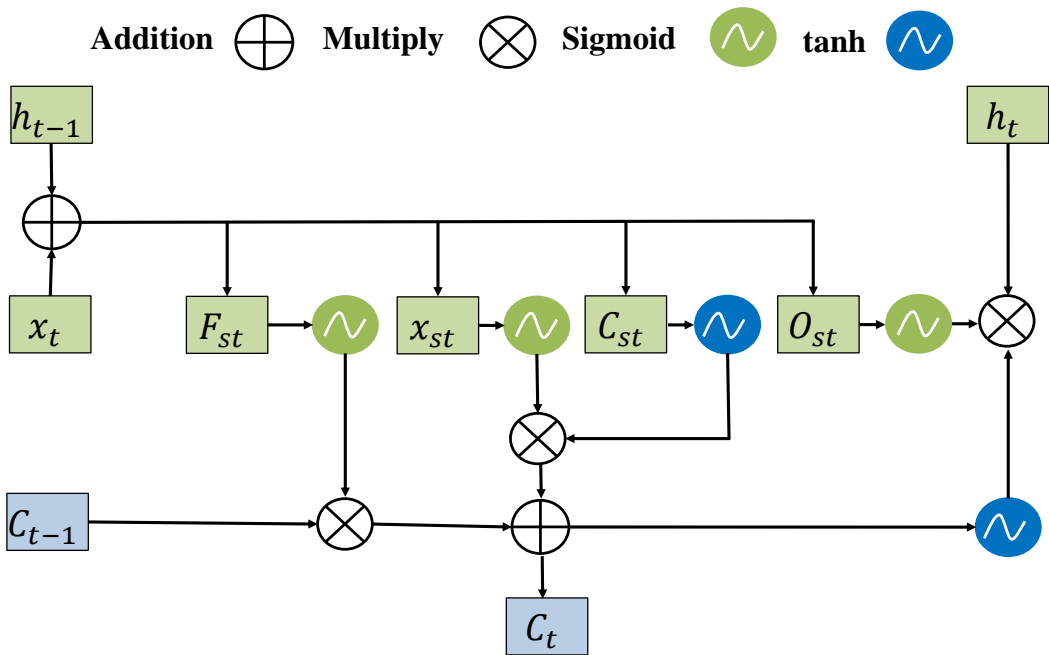 Addition Multiply Sigmoid tanh
h_{t−1} h_t
x_t F_{st} x_{st} C_{st} O_{st}
C_{t−1}
C_t